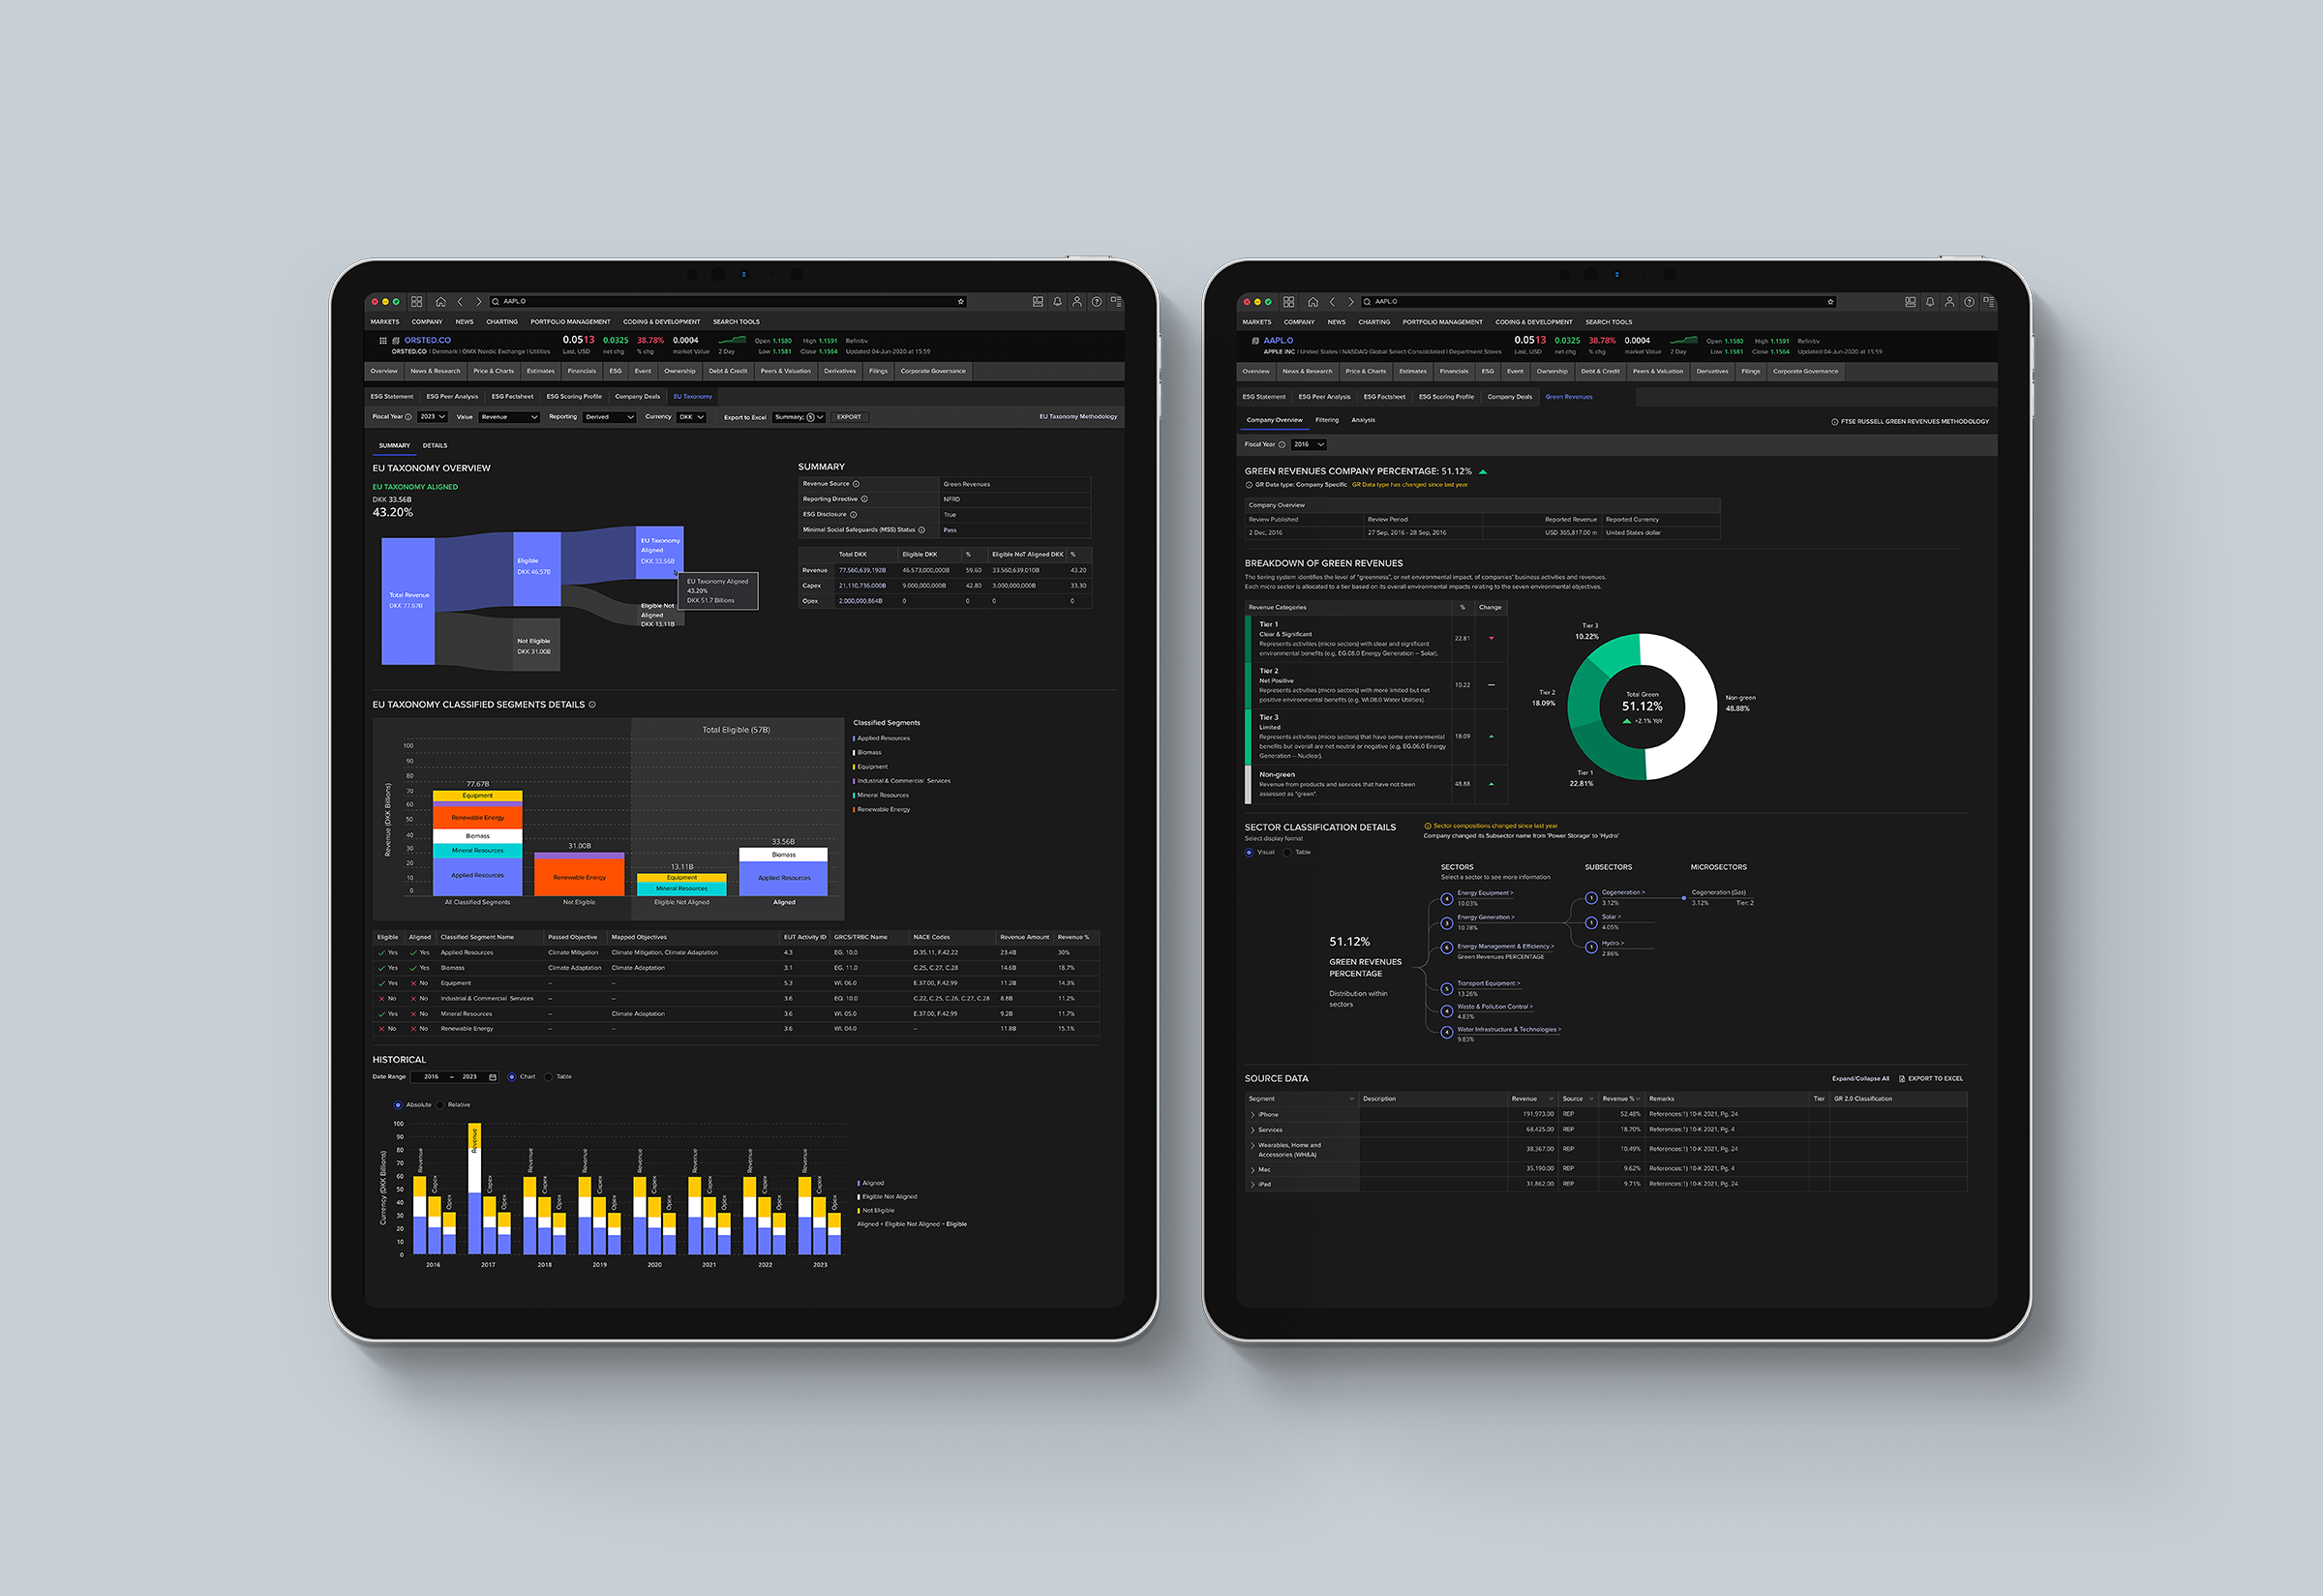 AAPL.O
MARKETS COMPANY NEWS CHARTING PORTFOLIO MANAGEMENT CODING & DEVELOPMENT SEARCH TOOLS
ORSTED.CO 0.0513 0.0325 38.78% 0.0004 Open 1.1580 High 1.1591 Refinitiv
ORSTED.CO | Denmark | OMX Nordic Exchange | Utilities Last, USD net chg % chg market Value 2 Day Low 1.1581 Close 1.1564 Updated 04-Jun-2020 at 15:59
Overview News & Research Price & Charts Estimates Financials ESG Event Ownership Debt & Credit Peers & Valuation Derivatives Filings Corporate Governance
ESG Statement ESG Peer Analysis ESG Factsheet ESG Scoring Profile Company Deals EU Taxonomy
Fiscal Year 2023 Value Revenue Reporting Derived Currency DKK Export to Excel Summary: 5 EXPORT EU Taxonomy Methodology
SUMMARY DETAILS
EU TAXONOMY OVERVIEW
EU TAXONOMY ALIGNED
DKK 33.56B
43.20%
Total Revenue
DKK 77.67B
Eligible
DKK 46.57B
Not Eligible
DKK 31,00B
EU Taxonomy
Aligned
DKK 33.56B
EU Taxonomy Aligned
43.20%
DKK 51.7 Billions
Eligible Not
Aligned
DKK 13,11B
SUMMARY
Revenue Source Green Revenues
Reporting Directive NFRD
ESG Disclosure True
Minimal Social Safeguards (MSS) Status Pass
Total DKK Eligible DKK % Eligible NoT Aligned DKK %
Revenue 77.560,639,192B 46.573,000,000B 59.60 33.560,639,010B 43.20
Capex 21.110,736,000B 9.000,000,000B 42.80 3.000,000,000B 33.30
Opex 2.000,000,864B 0 0 0 0
EU TAXONOMY CLASSIFIED SEGMENTS DETAILS
Total Eligible (57B)
Revenue (DKK Billions)
100
90
80
70
60
50
40
30
20
10
0
77.67B
Equipment
Renewable Energy
Biomass
Mineral Resources
Applied Resources
31.00B
Renewable Energy
13.11B
Equipment
Mineral Resources
33.56B
Biomass
Applied Resources
All Classified Segments Not Eligible Eligible Not Aligned Aligned
Classified Segments
Applied Resources
Biomass
Equipment
Industrial & Commercial Services
Mineral Resources
Renewable Energy
Eligible Aligned Classified Segment Name Passed Objective Mapped Objectives EUT Activity ID GRCS/TRBC Name NACE Codes Revenue Amount Revenue %
Yes Yes Applied Resources Climate Mitigation Climate Mitigation, Climate Adaptation 4.3 EG. 10.0 D.35.11, F.42.22 23.4B 30%
Yes Yes Biomass Climate Adaptation Climate Adaptation 3.1 EG. 11.0 C.25, C.27, C.28 14.6B 18.7%
Yes No Equipment – – 5.3 WI. 06.0 E.37.00, F.42.99 11.2B 14.3%
No No Industrial & Commercial Services – – 3.6 EQ. 10.0 C.22, C.25, C.26, C.27, C.28 8.8B 11.2%
Yes No Mineral Resources – Climate Adaptation 3.6 WI. 05.0 E.37.00, F.42.99 9.2B 11.7%
No No Renewable Energy – – 3.6 WI. 04.0 – 11.8B 15.1%
HISTORICAL
Date Range 2016 – 2023 Chart Table
Absolute Relative
Currency (DKK Billions)
100
90
80
70
60
50
40
30
20
10
0
Revenue Capex Opex Revenue Capex Opex Revenue Capex Opex Revenue Capex Opex Revenue Capex Opex Revenue Capex Opex Revenue Capex Opex Revenue Capex Opex
2016 2017 2018 2019 2020 2021 2022 2023
Aligned
Eligible Not Aligned
Not Eligible
Aligned + Eligible Not Aligned = Eligible
AAPL.O
MARKETS COMPANY NEWS CHARTING PORTFOLIO MANAGEMENT CODING & DEVELOPMENT SEARCH TOOLS
AAPL.O 0.0513 0.0325 38.78% 0.0004 Open 1.1580 High 1.1591 Refinitiv
APPLE INC | United States | NASDAQ Global Select Consolidated | Department Stores Last, USD net chg % chg market Value 2 Day Low 1.1581 Close 1.1564 Updated 04-Jun-2020 at 15:59
Overview News & Research Price & Charts Estimates Financials ESG Event Ownership Debt & Credit Peers & Valuation Derivatives Filings Corporate Governance
ESG Statement ESG Peer Analysis ESG Factsheet ESG Scoring Profile Company Deals Green Revenues
Company Overview Filtering Analysis FTSE RUSSELL GREEN REVENUES METHODOLOGY
Fiscal Year 2016
GREEN REVENUES COMPANY PERCENTAGE: 51.12%
GR Data type: Company Specific GR Data type has changed since last year
Company Overview
Review Published Review Period Reported Revenue Reported Currency
2 Dec, 2016 27 Sep, 2016 - 28 Sep, 2016 USD 365,817.00 m United States dollar
BREAKDOWN OF GREEN REVENUES
The tiering system identifies the level of "greenness", or net environmental impact, of companies' business activities and revenues.
Each micro sector is allocated to a tier based on its overall environmental impacts relating to the seven environmental objectives.
Revenue Categories % Change
Tier 1
Clear & Significant
Represents activities (micro sectors) with clear and significant
environmental benefits (e.g. EG.08.0 Energy Generation – Solar).
22.81
Tier 2
Net Positive
Represents activities (micro sectors) with more limited but net
positive environmental benefits (e.g. WI.08.0 Water Utilities).
10.22 –
Tier 3
Limited
Represents activities (micro sectors) that have some environmental
benefits but overall are net neutral or negative (e.g. EG.06.0 Energy
Generation – Nuclear).
18.09
Non-green
Revenue from products and services that have not been
assessed as "green".
48.88
Tier 3
10.22%
Tier 2
18.09%
Tier 1
22.81%
Total Green
51.12%
+2.1% YoY
Non-green
48.88%
SECTOR CLASSIFICATION DETAILS
Select display format
Visual Table
Sector compositions changed since last year
Company changed its Subsector name from 'Power Storage' to 'Hydro'
SECTORS SUBSECTORS MICROSECTORS
Select a sector to see more information
51.12%
GREEN REVENUES
PERCENTAGE
Distribution within
sectors
4 Energy Equipment >
10.03%
3 Energy Generation >
10.78%
6 Energy Management & Efficiency >
Green Revenues PERCENTAGE
5 Transport Equipment >
13.26%
4 Waste & Pollution Control >
4.83%
4 Water Infrastructure & Technologies >
9.83%
1 Cogeneration >
3.12%
1 Solar >
4.05%
1 Hydro >
2.86%
Cogeneration (Gas)
3.12% Tier: 2
SOURCE DATA Expand/Collapse All EXPORT TO EXCEL
Segment Description Revenue Source Revenue % Remarks Tier GR 2.0 Classification
iPhone 191,973.00 REP 52.48% References:1) 10-K 2021, Pg. 24
Services 68,425.00 REP 18.70% References:1) 10-K 2021, Pg. 4
Wearables, Home and
Accessories (WH&A) 38,367.00 REP 10.49% References:1) 10-K 2021, Pg. 24
Mac 35,190.00 REP 9.62% References:1) 10-K 2021, Pg. 4
iPad 31,862.00 REP 9.71% References:1) 10-K 2021, Pg. 24